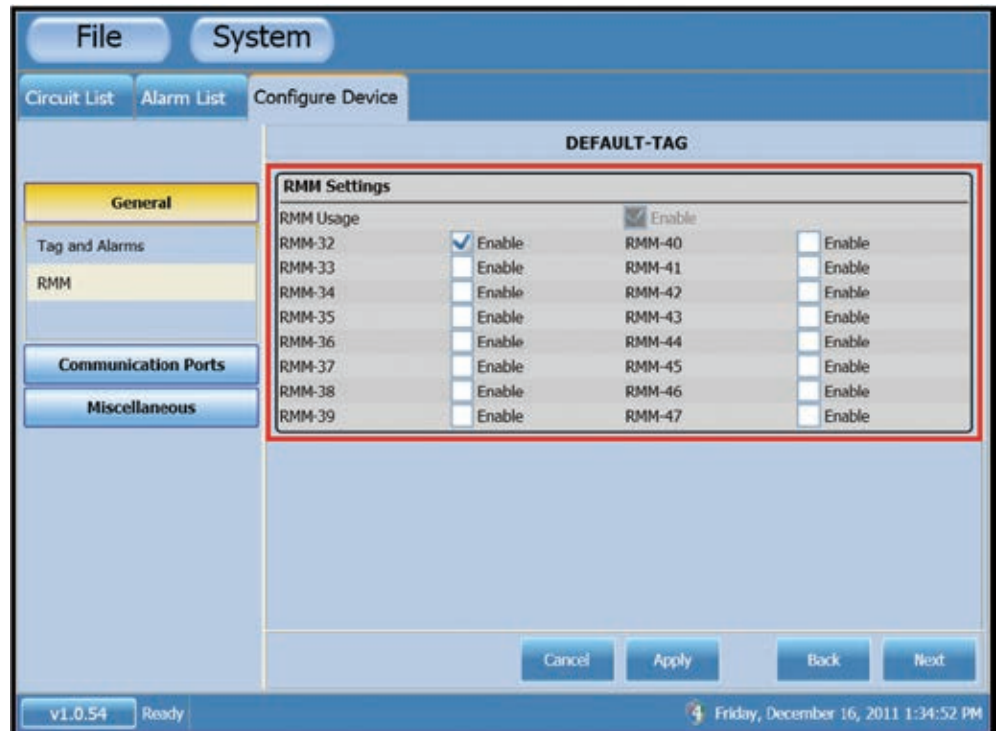 File System
Circuit List Alarm List Configure Device
DEFAULT-TAG
General
Tag and Alarms
RMM
Communication Ports
Miscellaneous
RMM Settings
RMM Usage Enable
RMM-32 Enable RMM-40 Enable
RMM-33 Enable RMM-41 Enable
RMM-34 Enable RMM-42 Enable
RMM-35 Enable RMM-43 Enable
RMM-36 Enable RMM-44 Enable
RMM-37 Enable RMM-45 Enable
RMM-38 Enable RMM-46 Enable
RMM-39 Enable RMM-47 Enable
Cancel Apply Back Next
v1.0.54 Ready 4 Friday, December 16, 2011 1:34:52 PM